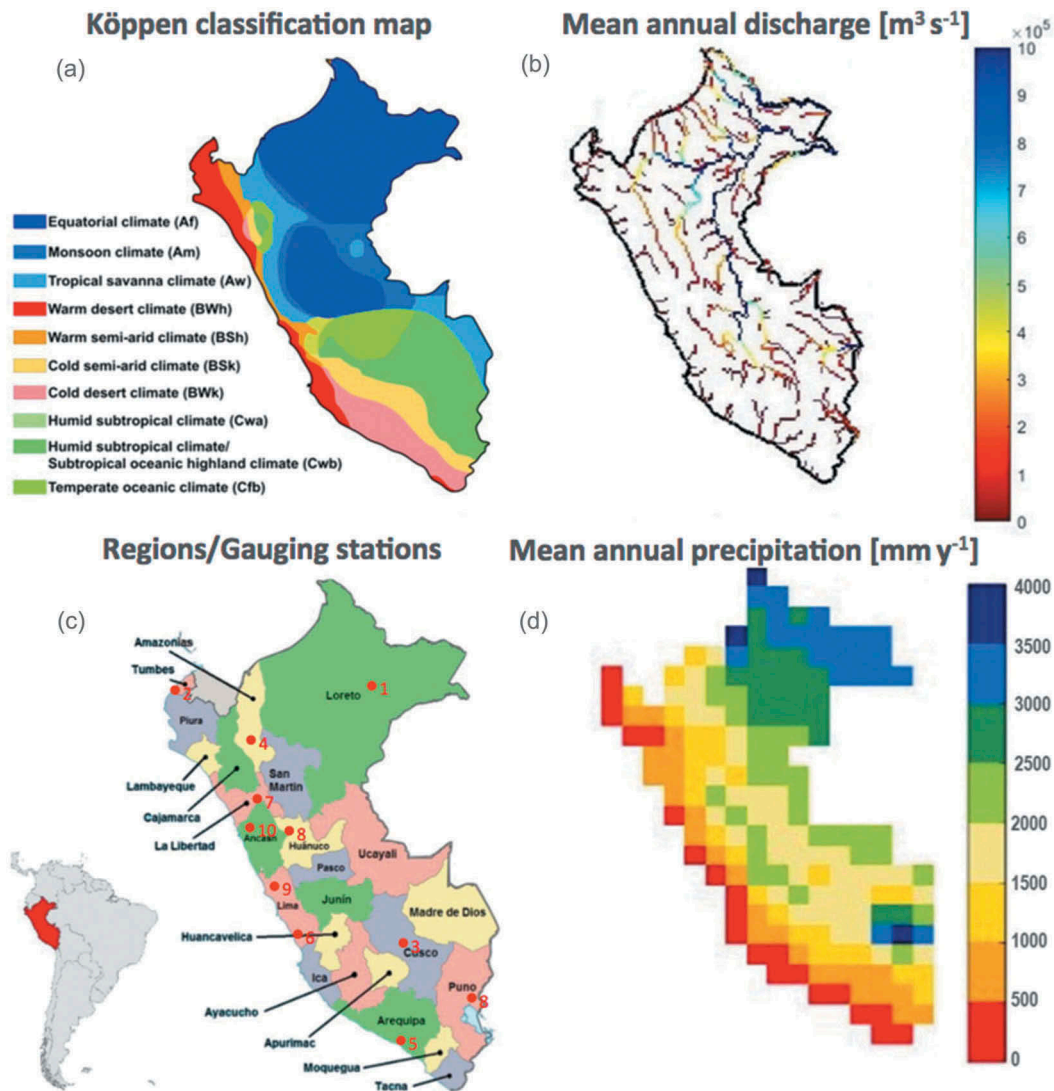 Köppen classification map
(a)
Equatorial climate (Af)
Monsoon climate (Am)
Tropical savanna climate (Aw)
Warm desert climate (BWh)
Warm semi-arid climate (BSh)
Cold semi-arid climate (BSk)
Cold desert climate (BWk)
Humid subtropical climate (Cwa)
Humid subtropical climate/
Subtropical oceanic highland climate (Cwb)
Temperate oceanic climate (Cfb)
Mean annual discharge [m³ s⁻¹]
(b)
×10⁵
10
9
8
7
6
5
4
3
2
1
0
Regions/Gauging stations
(c)
Amazonías
Tumbes
2
Loreto
1
Piura
4
San
Martin
Lambayeque
Cajamarca
7
La Libertad
10
Ancash
8
Huánuco
Ucayali
Pasco
9
Lima
Junín
Madre de Dios
Huancavelica
6
3
Cusco
Ica
Puno
8
Ayacucho
Arequipa
Apurimac
5
Moquegua
Tacna
Mean annual precipitation [mm y⁻¹]
(d)
4000
3500
3000
2500
2000
1500
1000
500
0